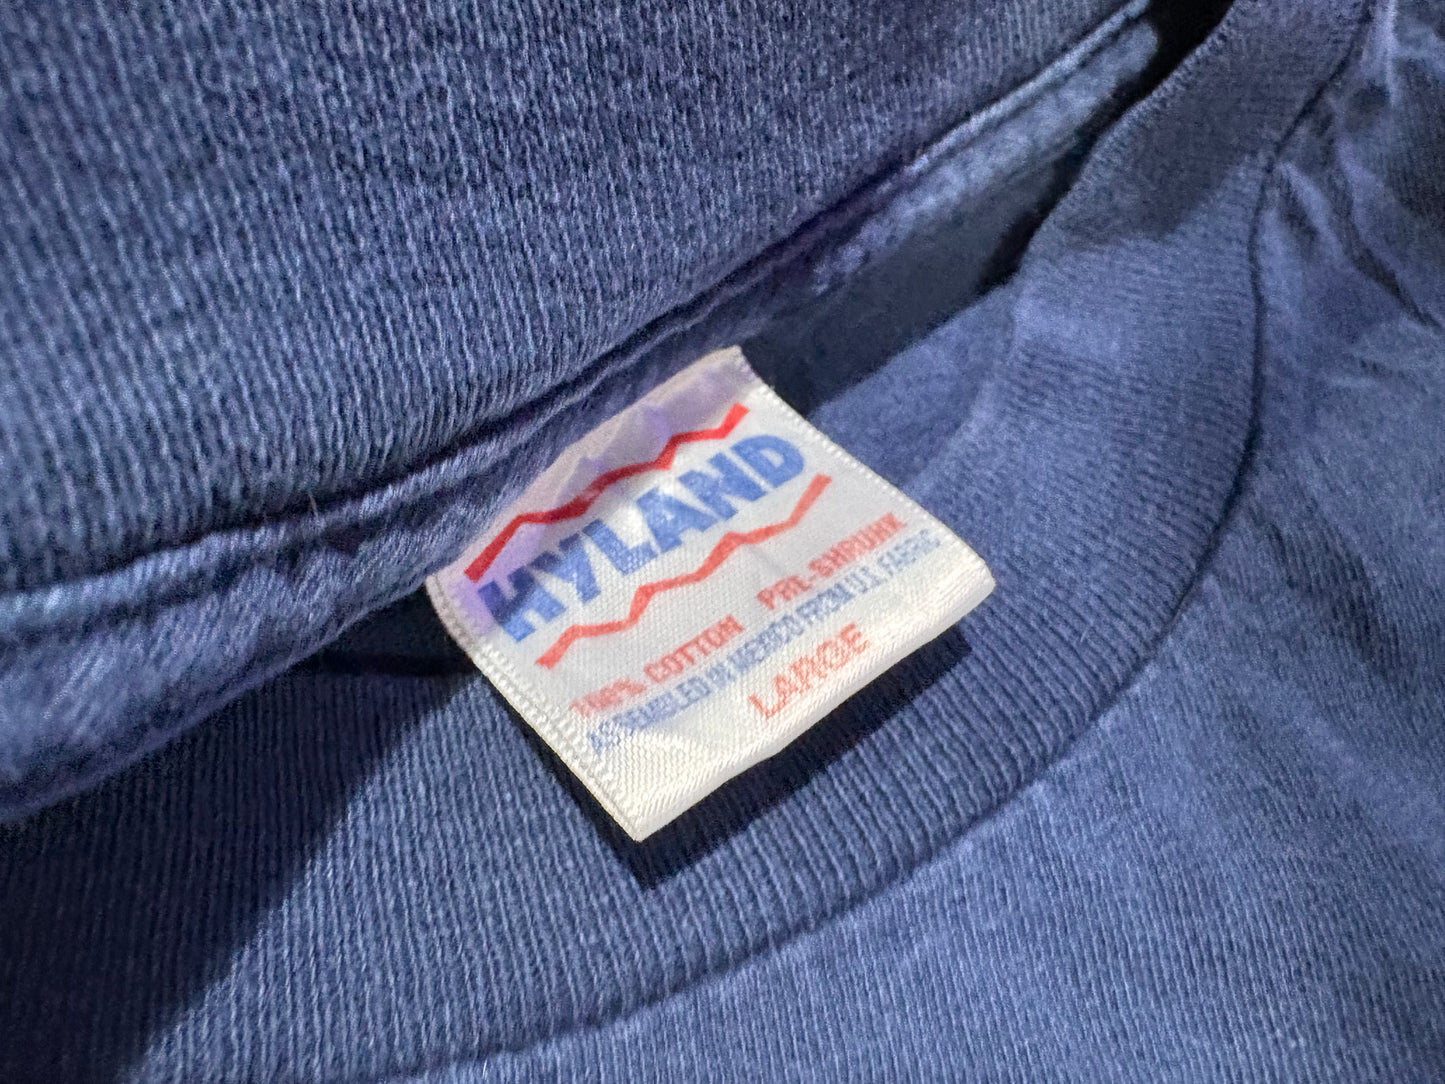 HYLAND
100% COTTON PRE-SHRUNK
ASSEMBLED IN MEXICO FROM U.S. FABRIC
LARGE